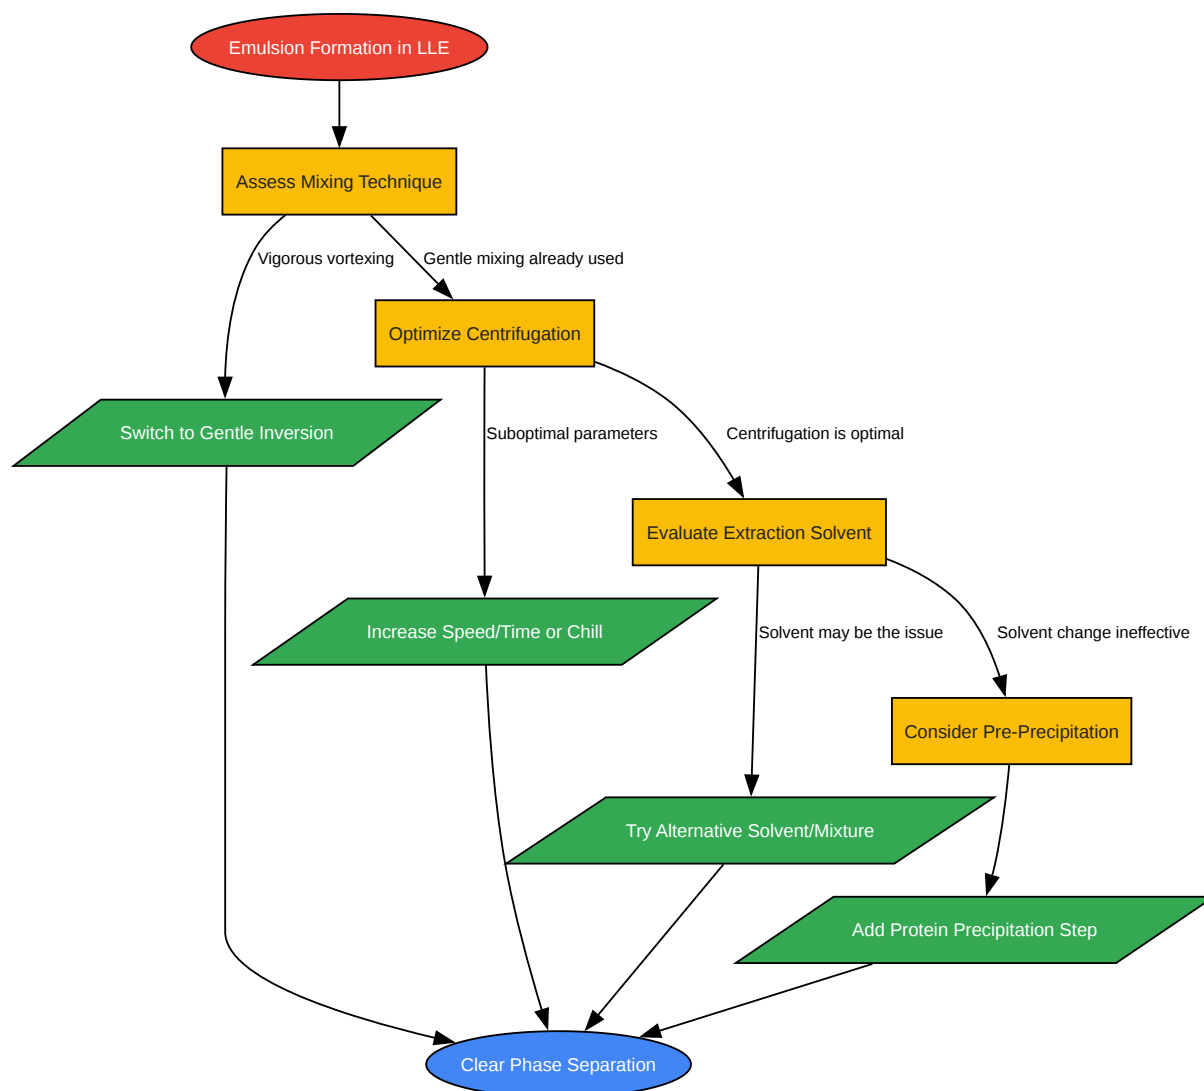 Emulsion Formation in LLE
Assess Mixing Technique
Vigorous vortexing
Gentle mixing already used
Optimize Centrifugation
Switch to Gentle Inversion
Suboptimal parameters
Centrifugation is optimal
Evaluate Extraction Solvent
Increase Speed/Time or Chill
Solvent may be the issue
Solvent change ineffective
Consider Pre-Precipitation
Try Alternative Solvent/Mixture
Add Protein Precipitation Step
Clear Phase Separation